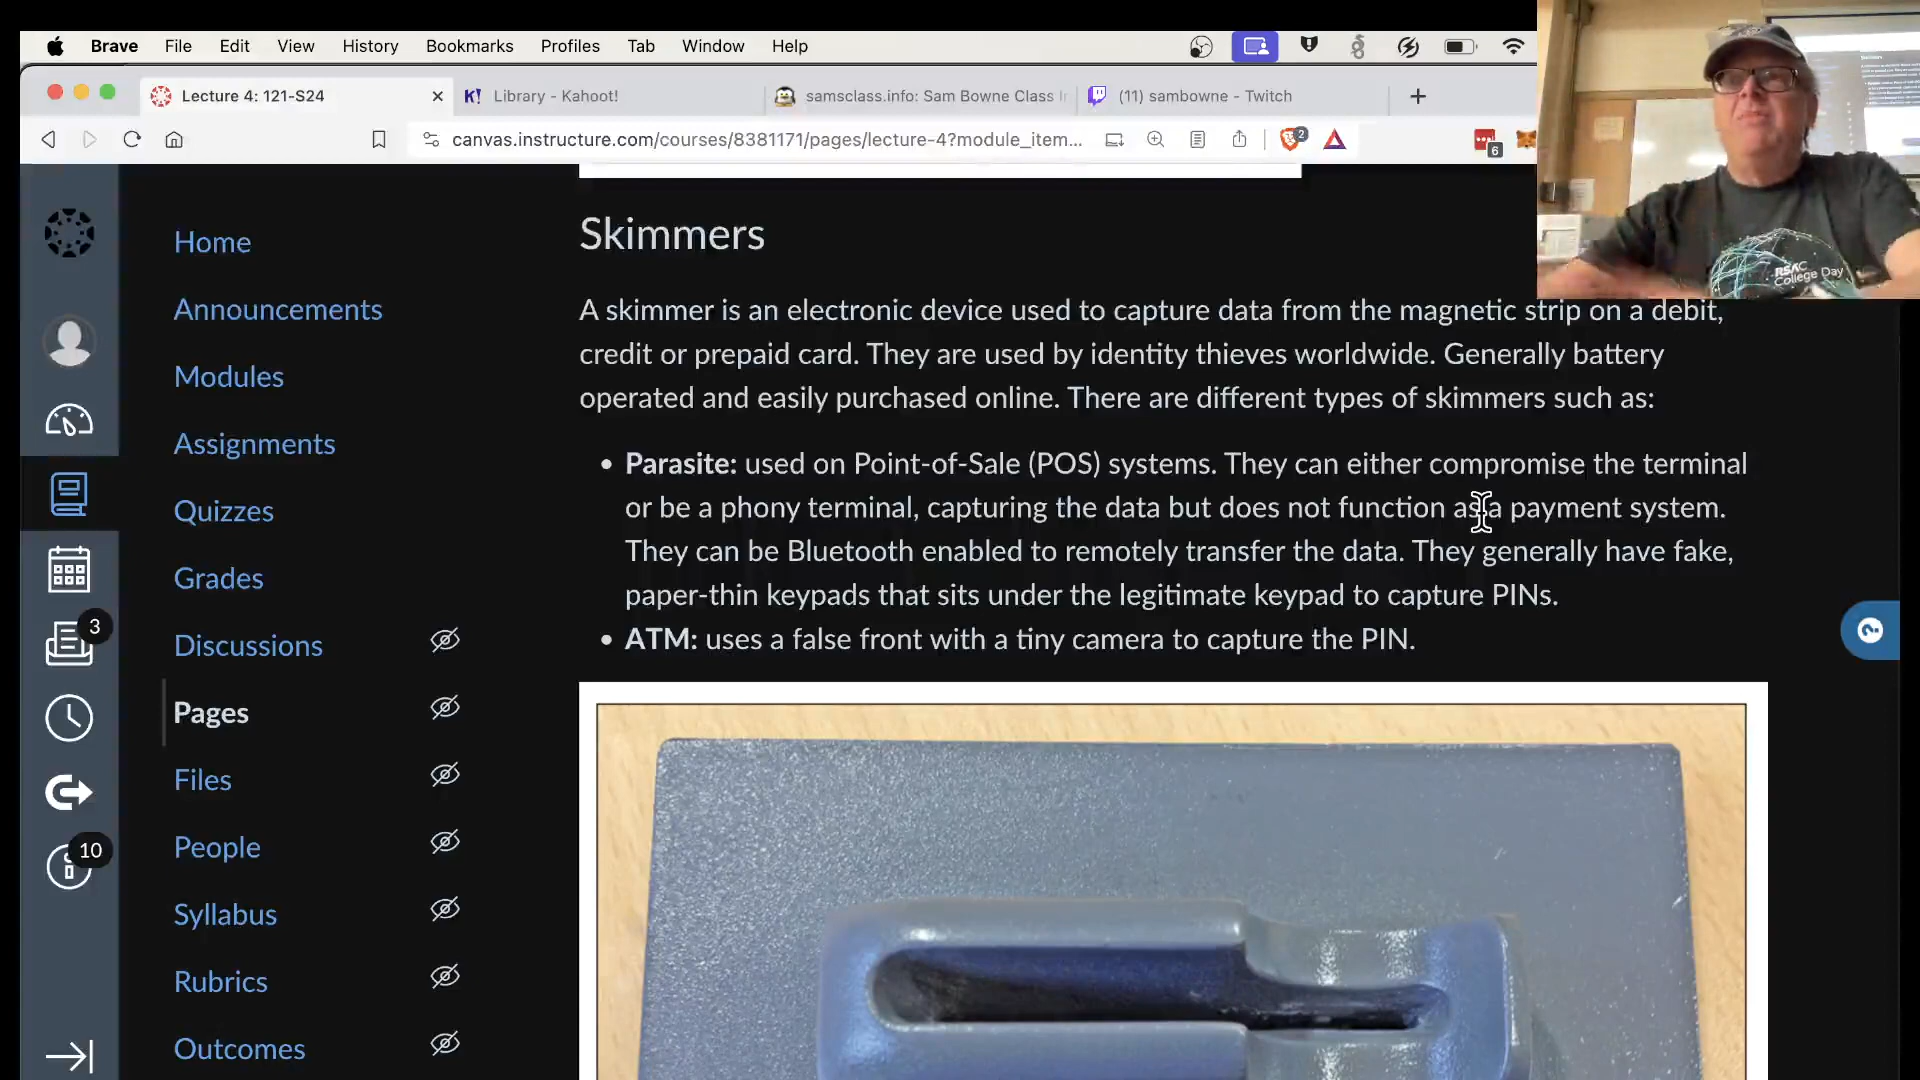 Brave File Edit View History Bookmarks Profiles Tab Window Help
Lecture 4: 121-S24
Library - Kahoot!
samsclass.info: Sam Bowne Class
(11) sambowne - Twitch
canvas.instructure.com/courses/8381171/pages/lecture-4?module_item...
2
6
RSAC
College Day
Skimmers
A skimmer is an electronic device used to capture data from the magnetic strip on a debit,
credit or prepaid card. They are used by identity thieves worldwide. Generally battery
operated and easily purchased online. There are different types of skimmers such as:
• Parasite: used on Point-of-Sale (POS) systems. They can either compromise the terminal
or be a phony terminal, capturing the data but does not function as a payment system.
They can be Bluetooth enabled to remotely transfer the data. They generally have fake,
paper-thin keypads that sits under the legitimate keypad to capture PINs.
• ATM: uses a false front with a tiny camera to capture the PIN.
Home
Announcements
Modules
Assignments
Quizzes
Grades
Discussions
Pages
Files
People
Syllabus
Rubrics
Outcomes
3
10